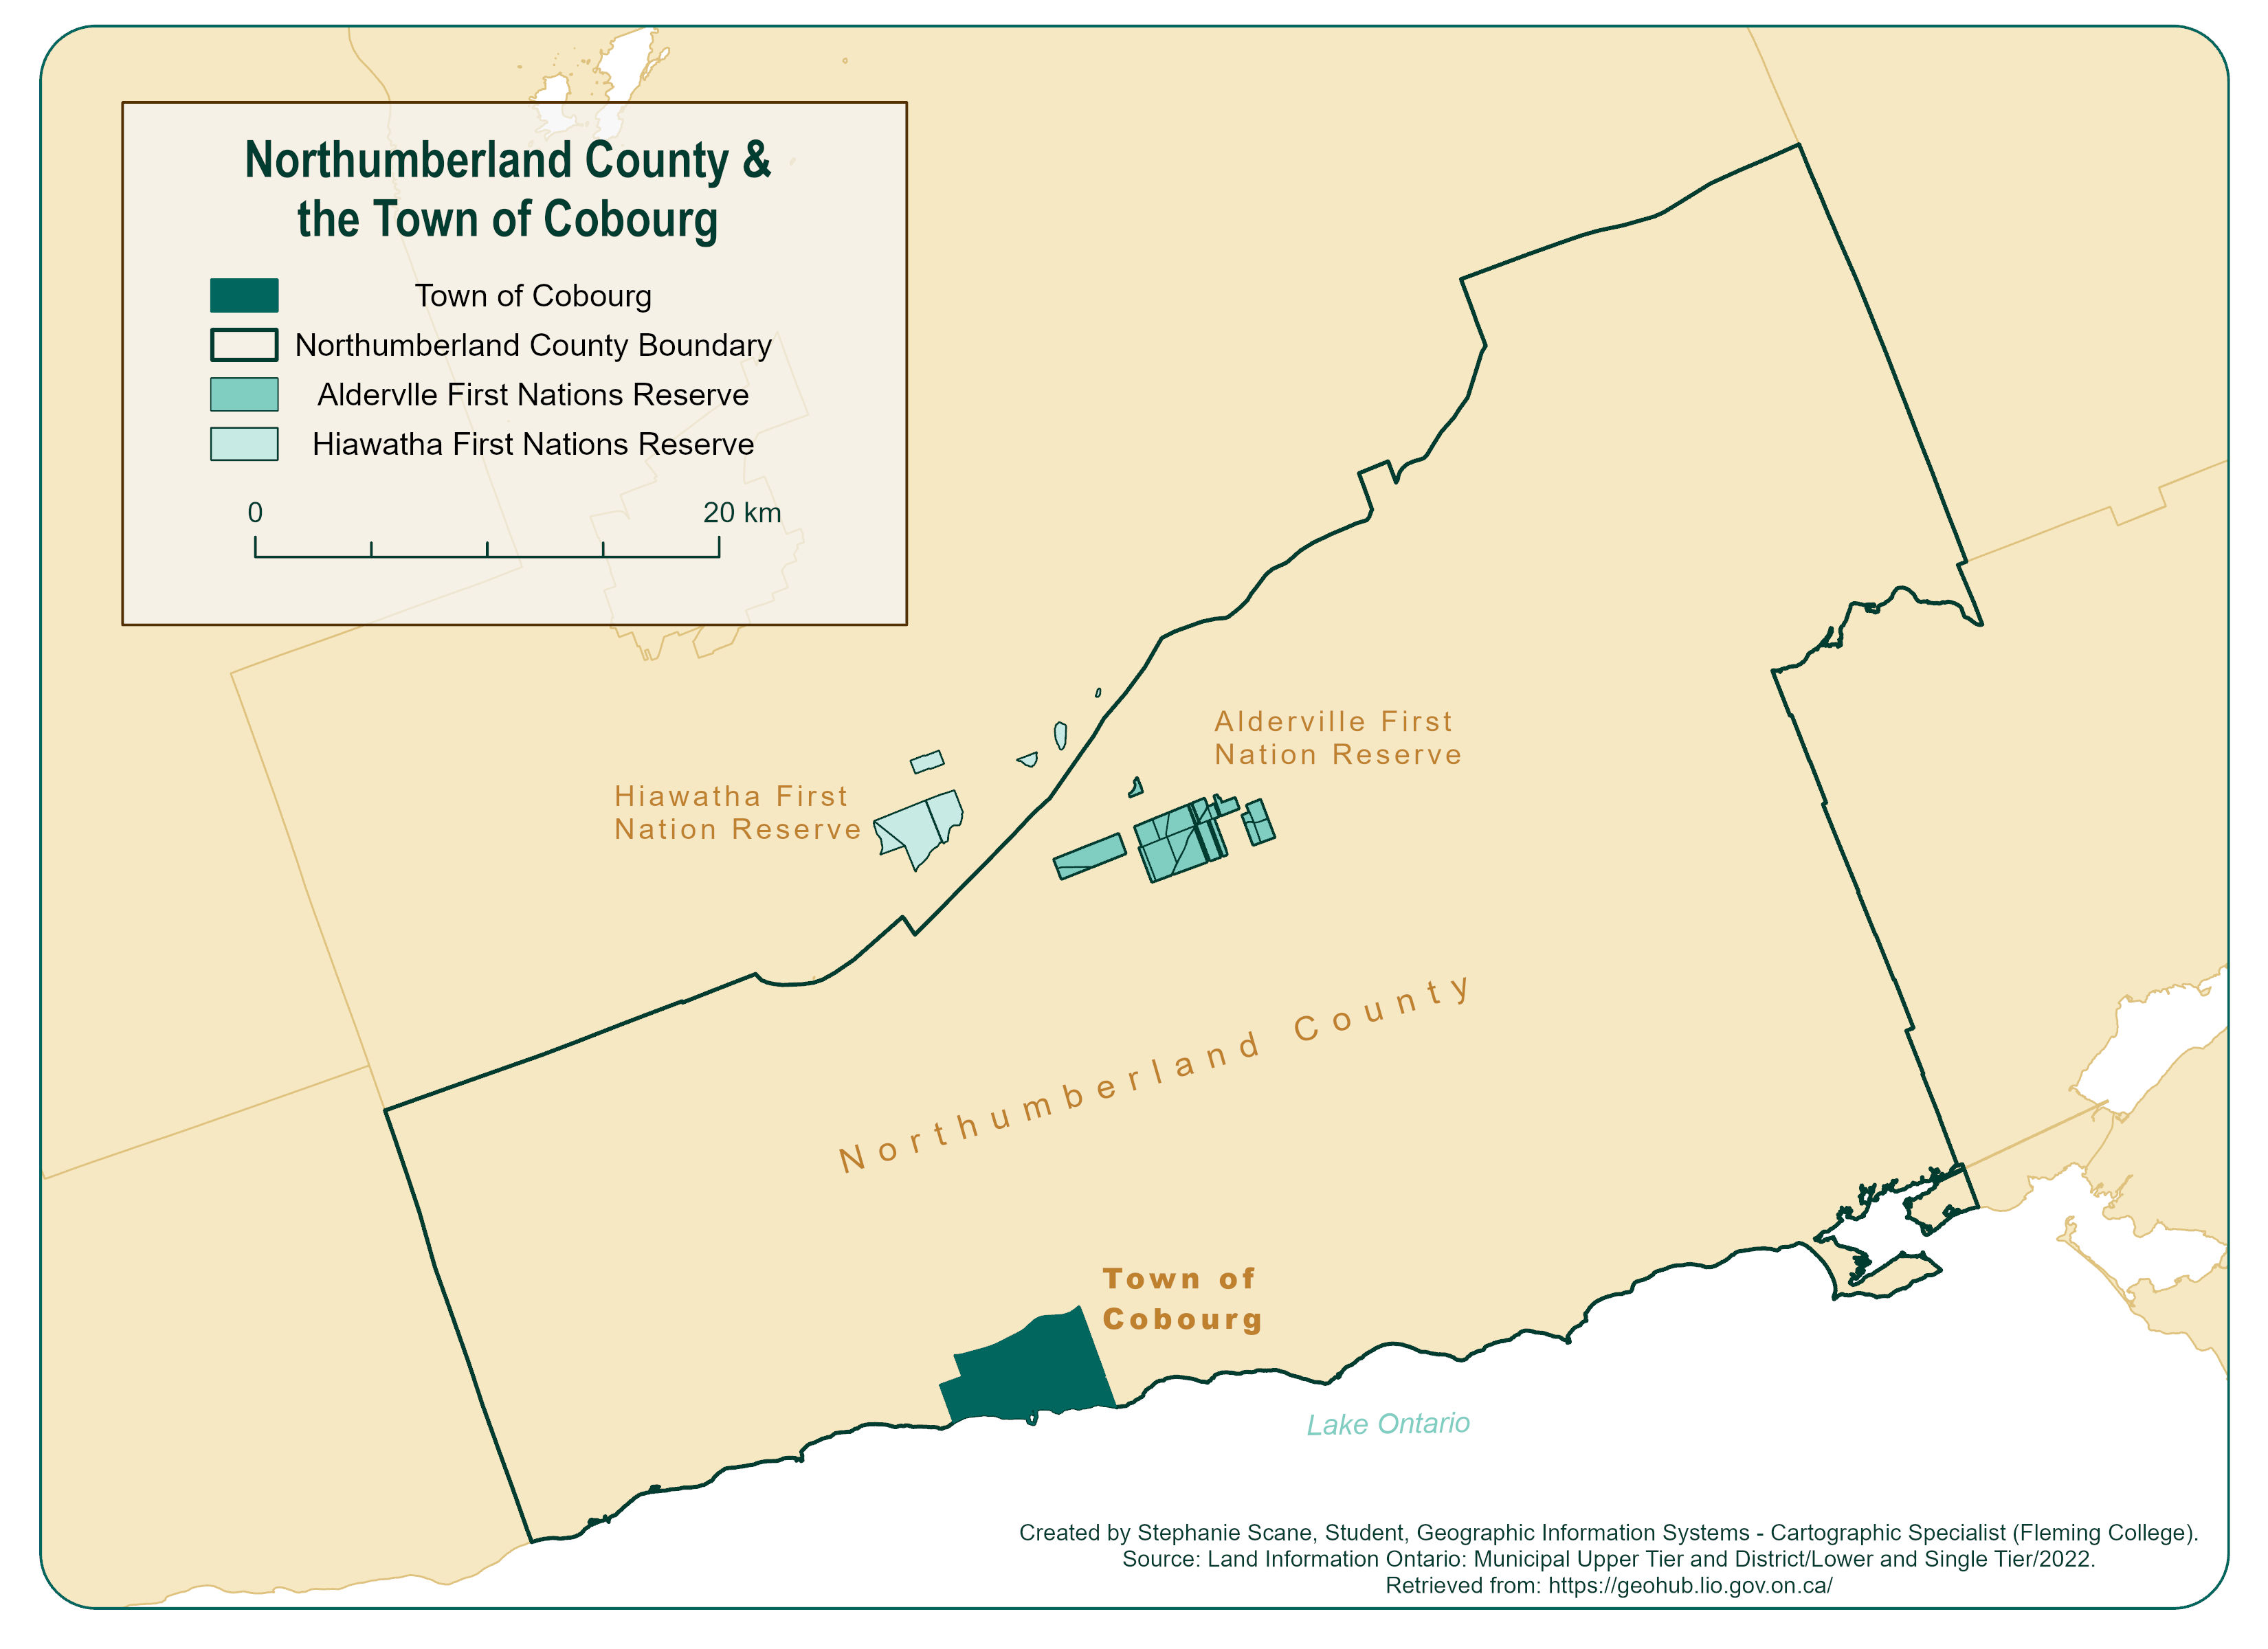 Northumberland County &
the Town of Cobourg
Town of Cobourg
Northumberland County Boundary
Aldervlle First Nations Reserve
Hiawatha First Nations Reserve
0 20 km
Alderville First
Nation Reserve
Hiawatha First
Nation Reserve
Northumberland County
Town of
Cobourg
Lake Ontario
Created by Stephanie Scane, Student, Geographic Information Systems - Cartographic Specialist (Fleming College).
Source: Land Information Ontario: Municipal Upper Tier and District/Lower and Single Tier/2022.
Retrieved from: https://geohub.lio.gov.on.ca/